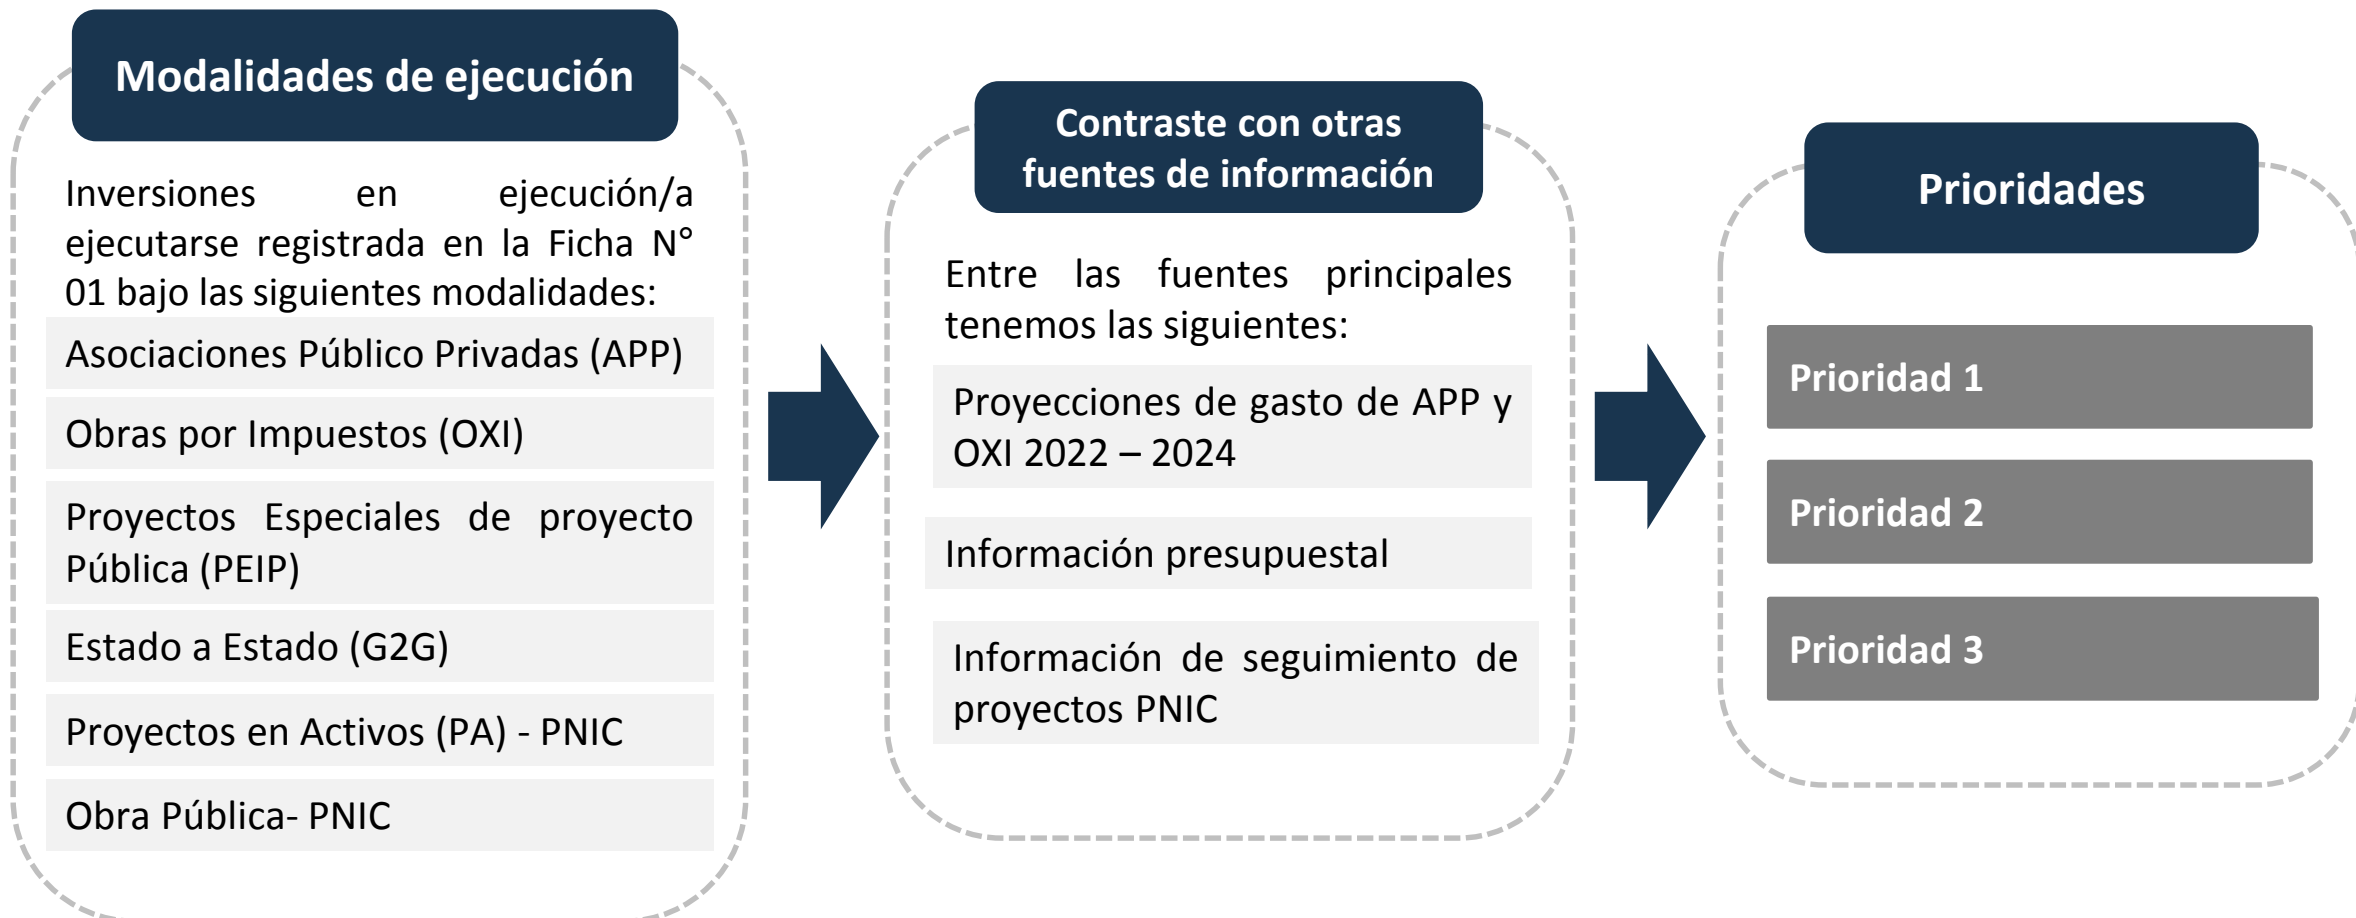 Modalidades de ejecución
Inversiones en ejecución/a
ejecutarse registrada en la Ficha N°
01 bajo las siguientes modalidades:
Asociaciones Público Privadas (APP)
Obras por Impuestos (OXI)
Proyectos Especiales de proyecto
Pública (PEIP)
Estado a Estado (G2G)
Proyectos en Activos (PA) - PNIC
Obra Pública- PNIC
Contraste con otras
fuentes de información
Entre las fuentes principales
tenemos las siguientes:
Proyecciones de gasto de APP y
OXI 2022 – 2024
Información presupuestal
Información de seguimiento de
proyectos PNIC
Prioridades
Prioridad 1
Prioridad 2
Prioridad 3